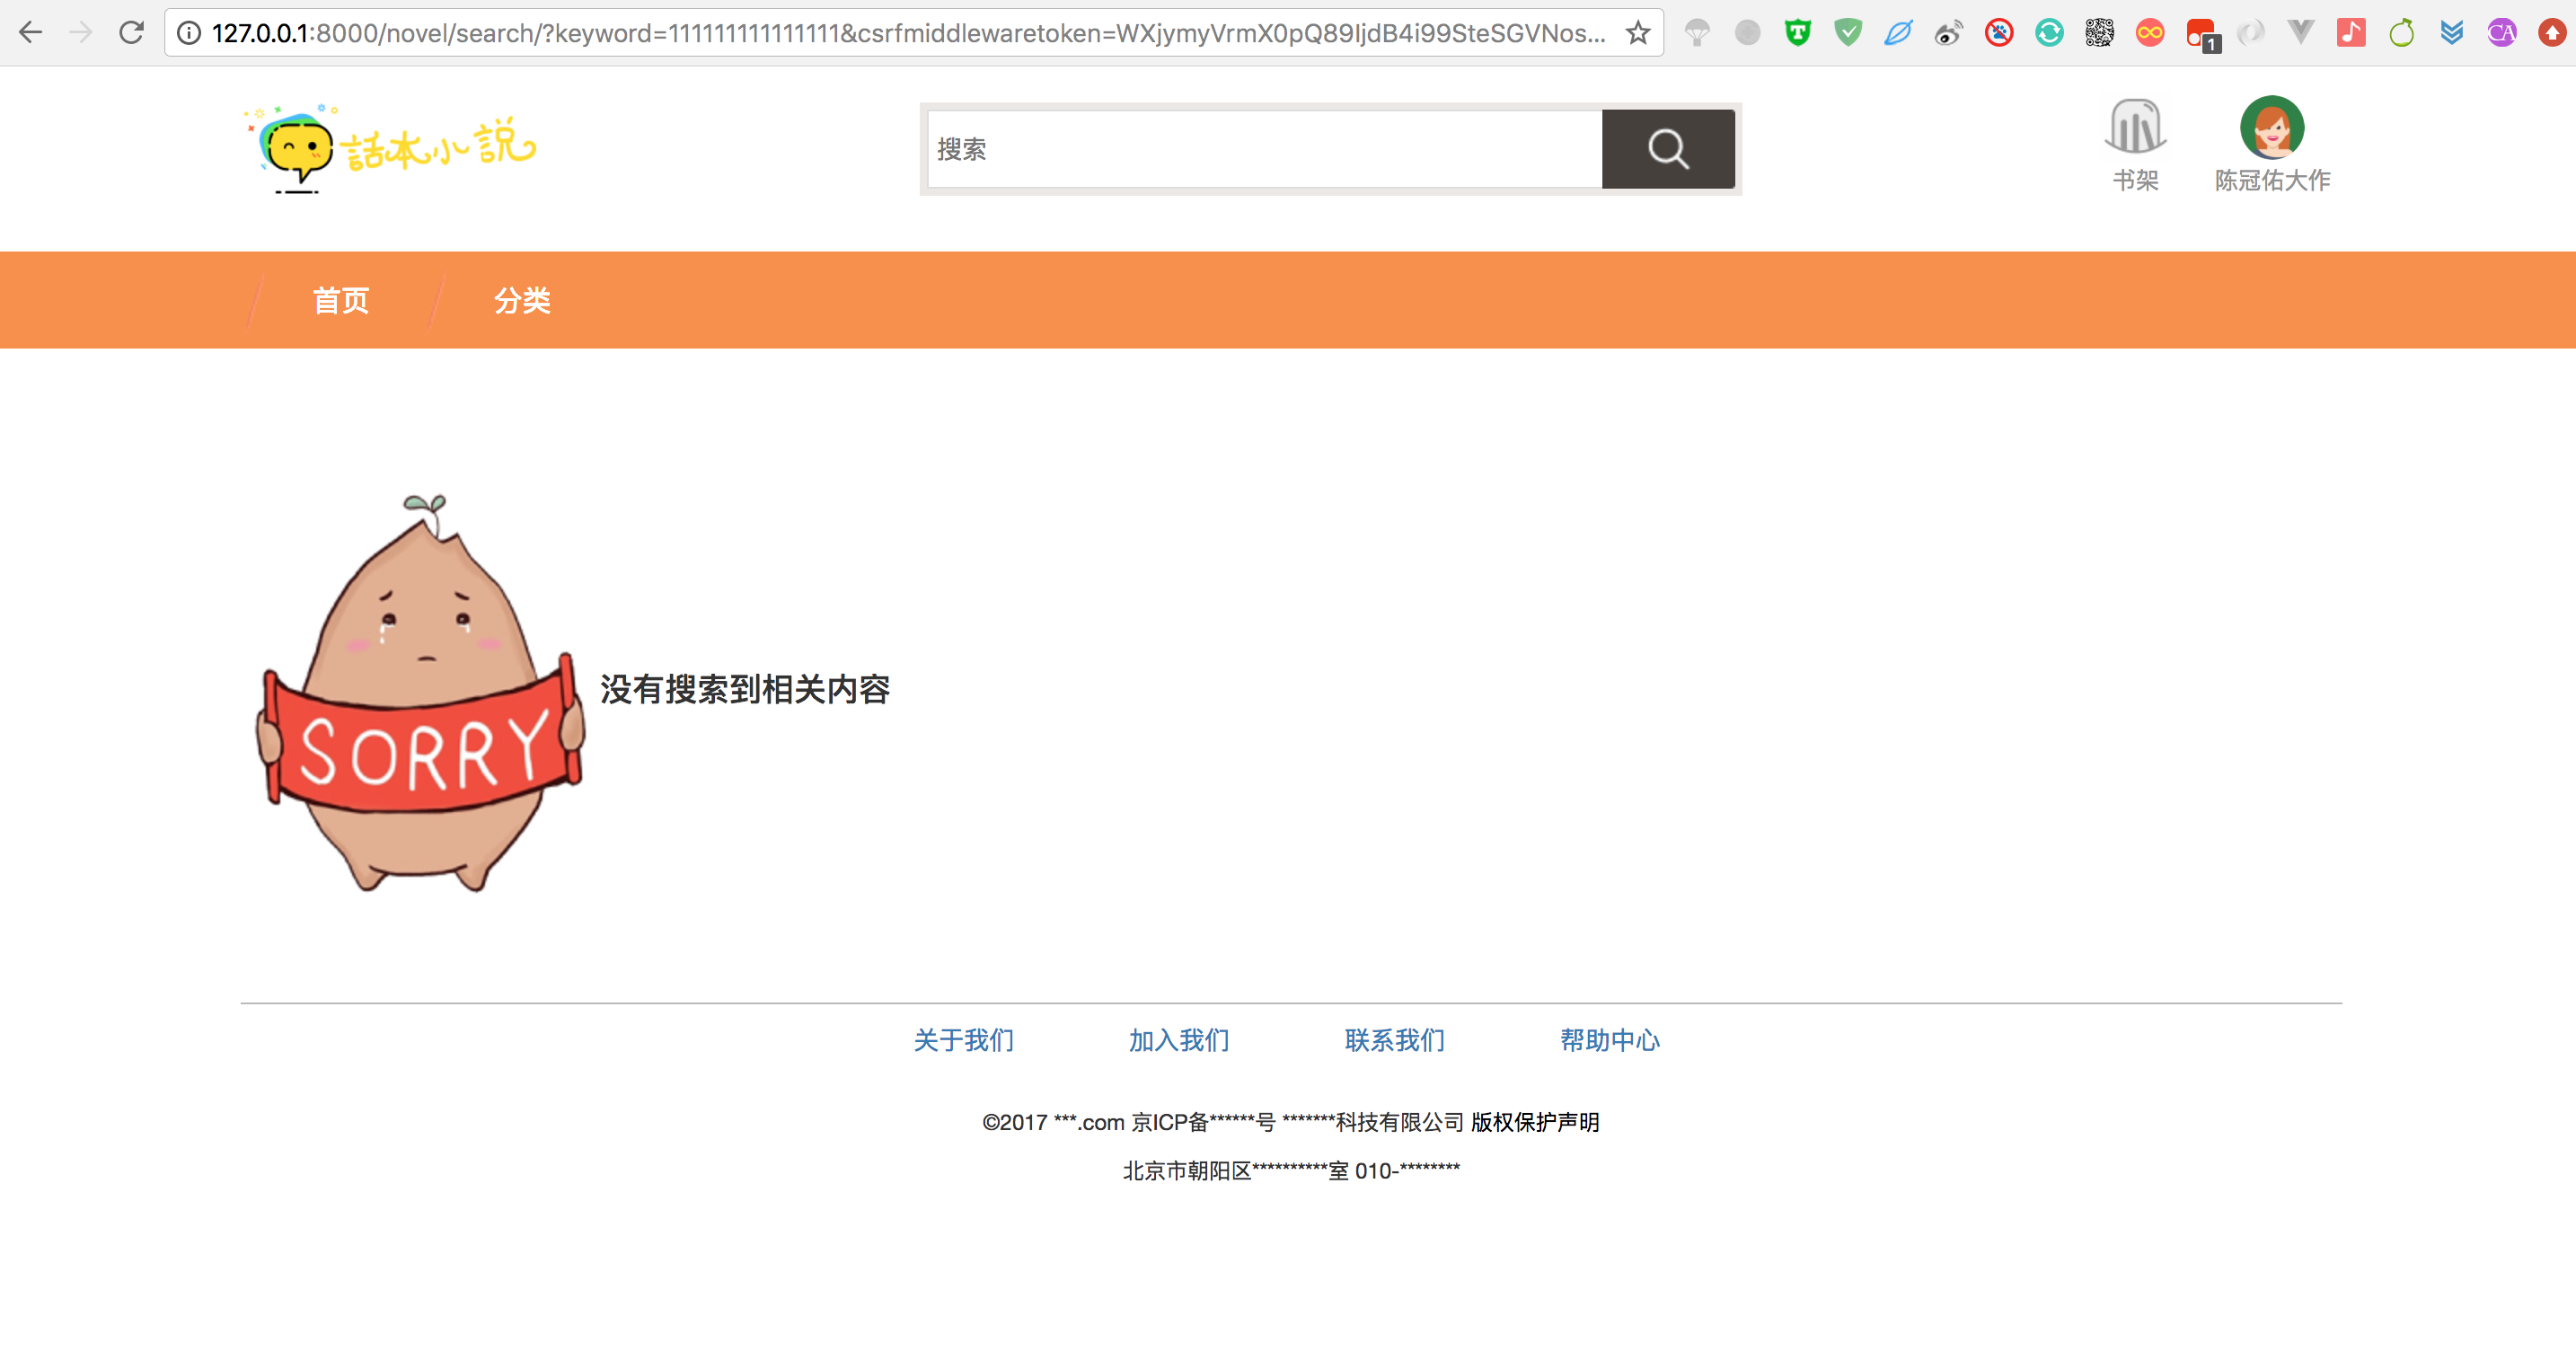 127.0.0.1:8000/novel/search/?keyword=111111111111111&csrfmiddlewaretoken=WXjymyVrmX0pQ89IjdB4i99SteSGVNos...
1
CA
話本小説
搜索
书架
陈冠佑大作
首页
分类
SORRY
没有搜索到相关内容
关于我们 加入我们 联系我们 帮助中心
©2017 ***.com 京ICP备******号 *******科技有限公司 版权保护声明
北京市朝阳区**********室 010-********